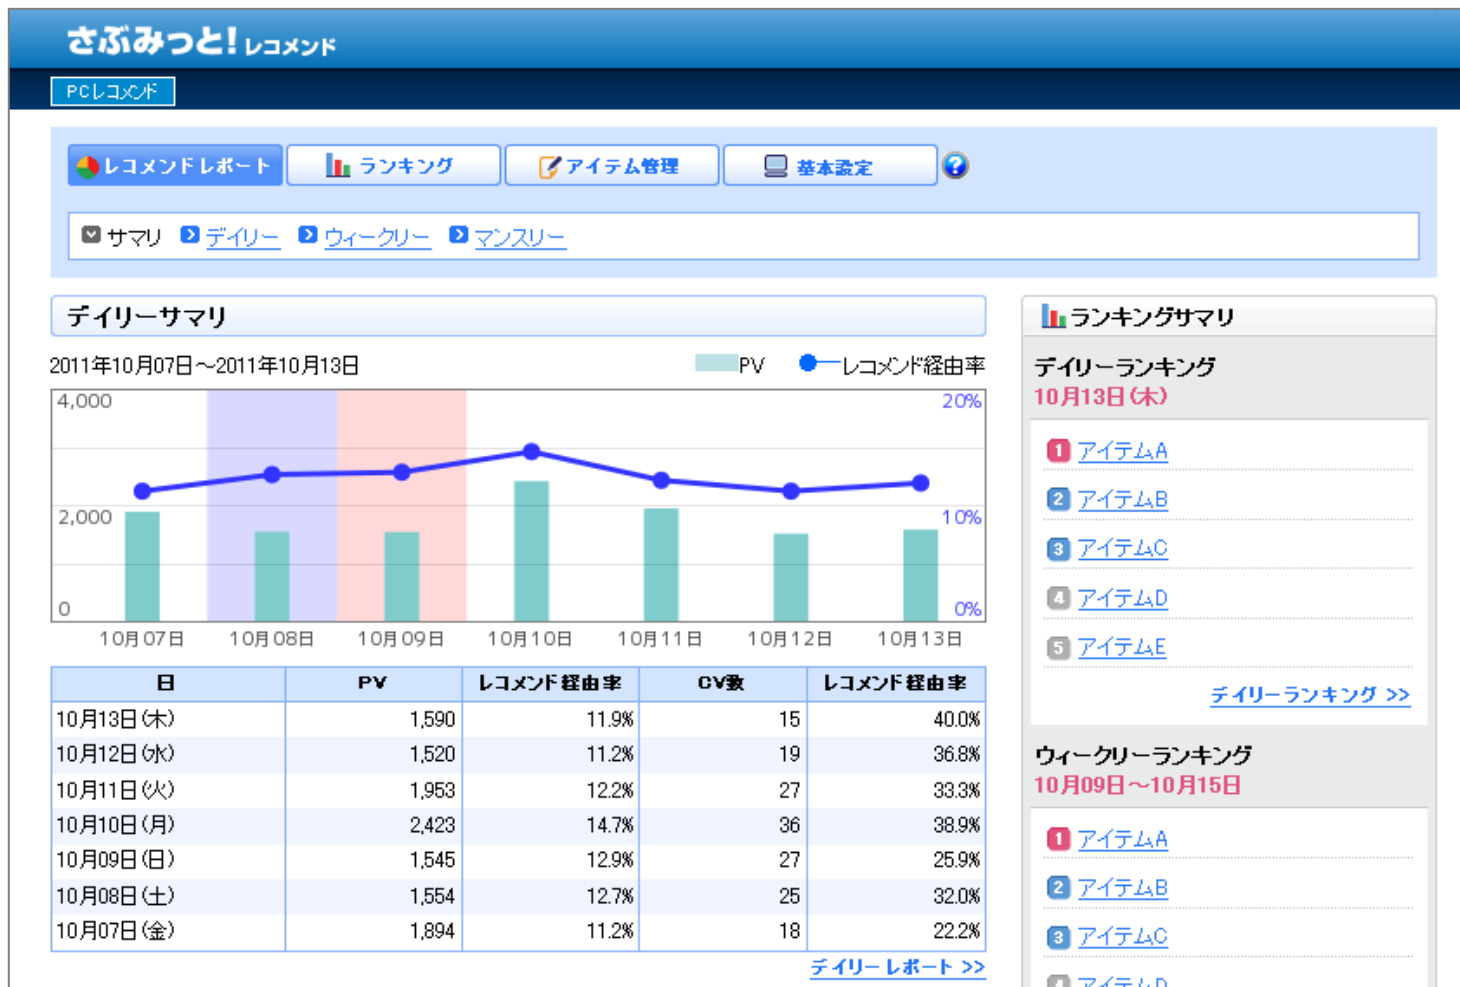 さぶみっと!レコメンド
PCレコメンド
レコメンドレポート ランキング アイテム管理 基本設定 ?
サマリ デイリー ウィークリー マンスリー
デイリーサマリ
2011年10月07日～2011年10月13日 PV レコメンド経由率
4,000 20%
2,000 10%
0 0%
10月07日 10月08日 10月09日 10月10日 10月11日 10月12日 10月13日
日 PV レコメンド経由率 CV数 レコメンド経由率
10月13日(木) 1,590 11.9% 15 40.0%
10月12日(水) 1,520 11.2% 19 36.8%
10月11日(火) 1,953 12.2% 27 33.3%
10月10日(月) 2,423 14.7% 36 38.9%
10月09日(日) 1,545 12.9% 27 25.9%
10月08日(土) 1,554 12.7% 25 32.0%
10月07日(金) 1,894 11.2% 18 22.2%
デイリーレポート >>
ランキングサマリ
デイリーランキング
10月13日(木)
1 アイテムA
2 アイテムB
3 アイテムC
4 アイテムD
5 アイテムE
デイリーランキング >>
ウィークリーランキング
10月09日～10月15日
1 アイテムA
2 アイテムB
3 アイテムC
4 アイテムD